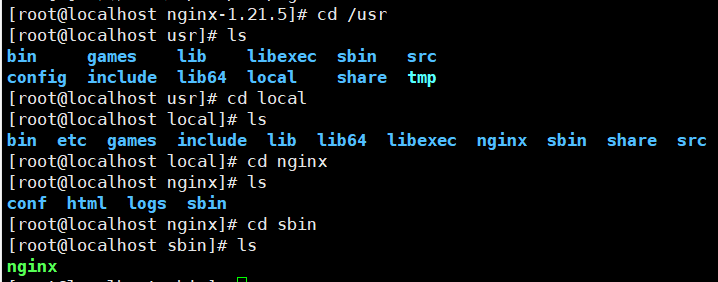 [root@localhost nginx-1.21.5]# cd /usr
[root@localhost usr]# ls
bin games lib libexec sbin src
config include lib64 local share tmp
[root@localhost usr]# cd local
[root@localhost local]# ls
bin etc games include lib lib64 libexec nginx sbin share src
[root@localhost local]# cd nginx
[root@localhost nginx]# ls
conf html logs sbin
[root@localhost nginx]# cd sbin
[root@localhost sbin]# ls
nginx